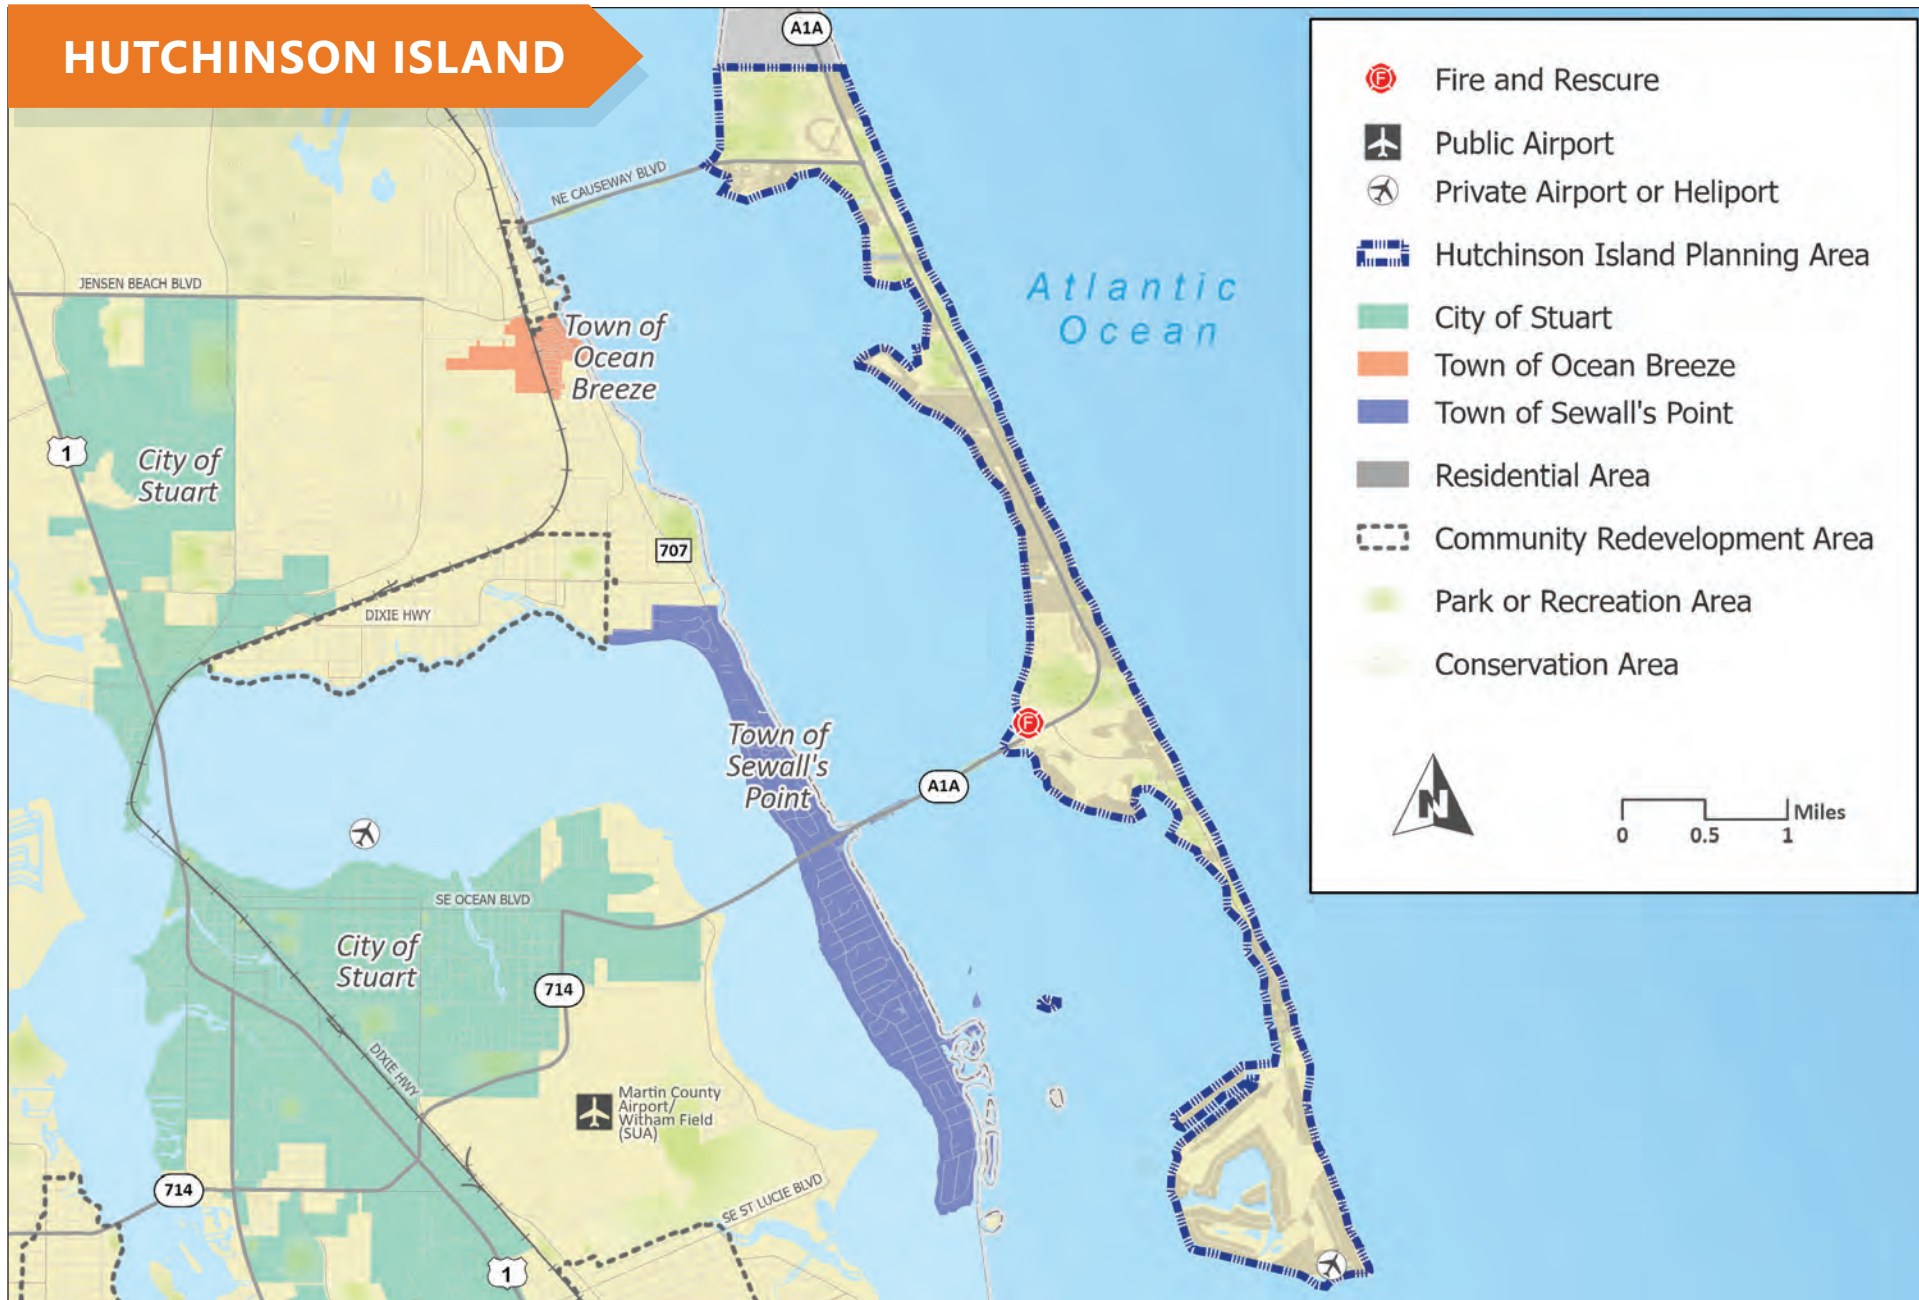 HUTCHINSON ISLAND
A1A
NE CAUSEWAY BLVD
JENSEN BEACH BLVD
Atlantic
Ocean
Town of
Ocean
Breeze
1
City of
Stuart
707
DIXIE HWY
Town of
Sewall's
Point
A1A
SE OCEAN BLVD
City of
Stuart
714
DIXIE HWY
Martin County
Airport/
Witham Field
(SUA)
714
SE ST LUCIE BLVD
1
F
F
Fire and Rescure
Public Airport
Private Airport or Heliport
Hutchinson Island Planning Area
City of Stuart
Town of Ocean Breeze
Town of Sewall's Point
Residential Area
Community Redevelopment Area
Park or Recreation Area
Conservation Area
N
Miles
0 0.5 1